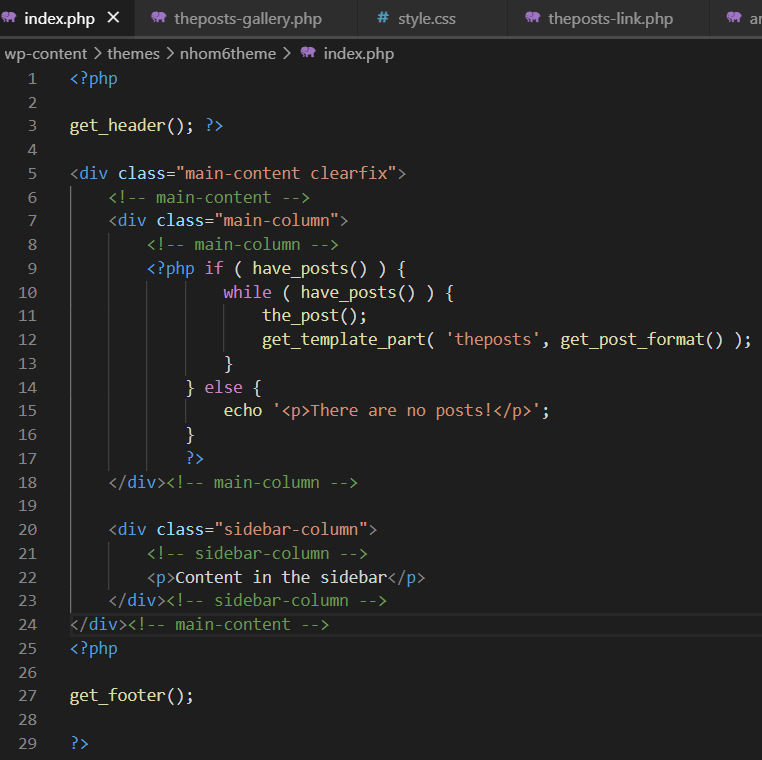 index.php × theposts-gallery.php # style.css theposts-link.php ar
wp-content > themes > nhom6theme > index.php
1 <?php
2
3 get_header(); ?>
4
5 <div class="main-content clearfix">
6 <!-- main-content -->
7 <div class="main-column">
8 <!-- main-column -->
9 <?php if ( have_posts() ) {
10 while ( have_posts() ) {
11 the_post();
12 get_template_part( 'theposts', get_post_format() );
13 }
14 } else {
15 echo '<p>There are no posts!</p>';
16 }
17 ?>
18 </div><!-- main-column -->
19
20 <div class="sidebar-column">
21 <!-- sidebar-column -->
22 <p>Content in the sidebar</p>
23 </div><!-- sidebar-column -->
24 </div><!-- main-content -->
25 <?php
26
27 get_footer();
28
29 ?>